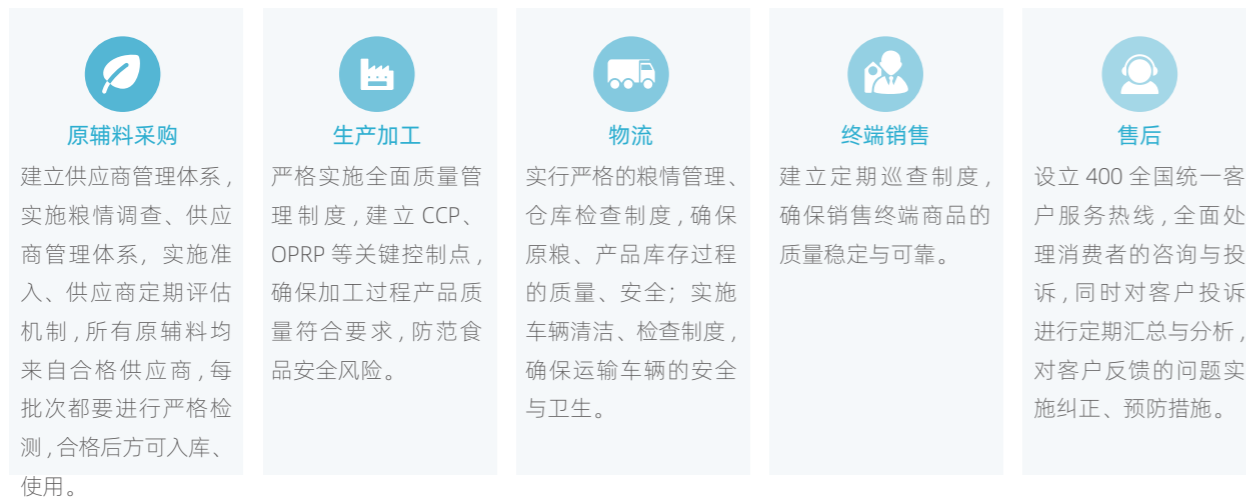 原辅料采购
建立供应商管理体系,
实施粮情调查、供应
商管理体系, 实施准
入、供应商定期评估
机制,所有原辅料均
来自合格供应商,每
批次都要进行严格检
测,合格后方可入库、
使用。
生产加工
严格实施全面质量管
理制度,建立 CCP、
OPRP 等关键控制点,
确保加工过程产品质
量符合要求,防范食
品安全风险。
物流
实行严格的粮情管理、
仓库检查制度,确保
原粮、产品库存过程
的质量、安全；实施
车辆清洁、检查制度,
确保运输车辆的安全
与卫生。
终端销售
建立定期巡查制度,
确保销售终端商品的
质量稳定与可靠。
售后
设立 400 全国统一客
户服务热线,全面处
理消费者的咨询与投
诉,同时对客户投诉
进行定期汇总与分析,
对客户反馈的问题实
施纠正、预防措施。